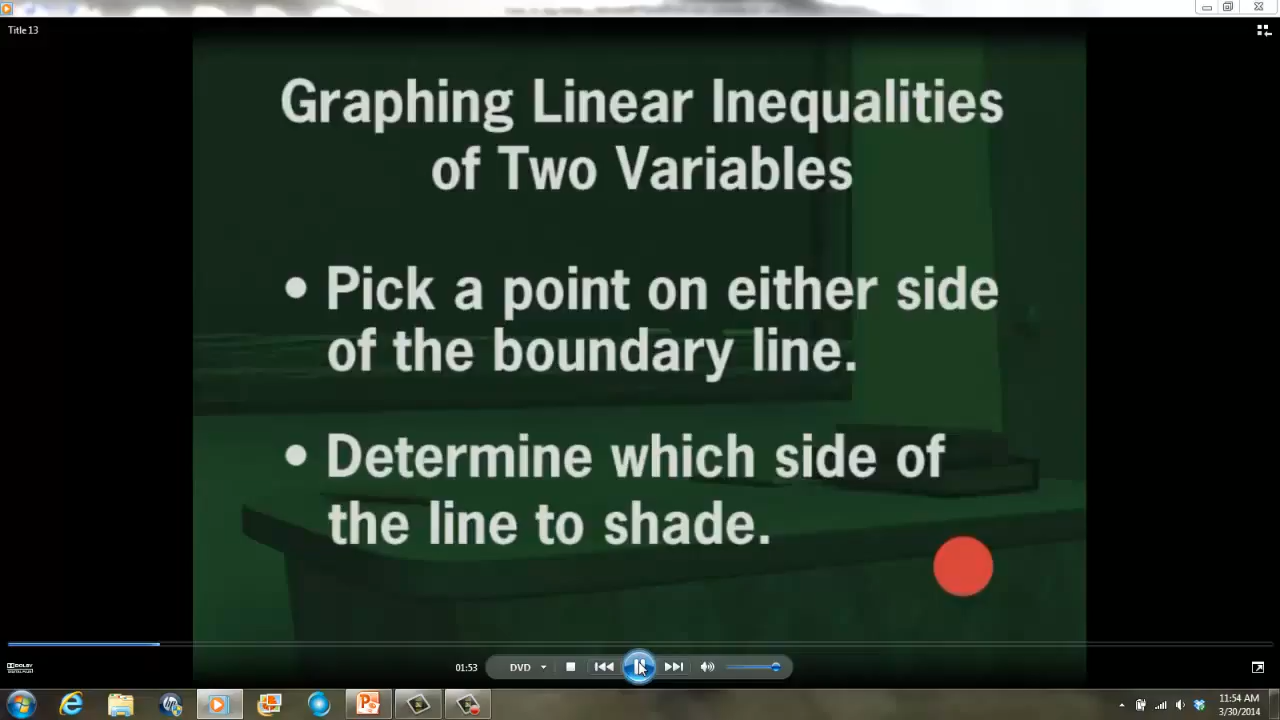 Title 13
Graphing Linear Inequalities
of Two Variables
• Pick a point on either side
of the boundary line.
• Determine which side of
the line to shade.
01:53
DVD
11:54 AM
3/30/2014